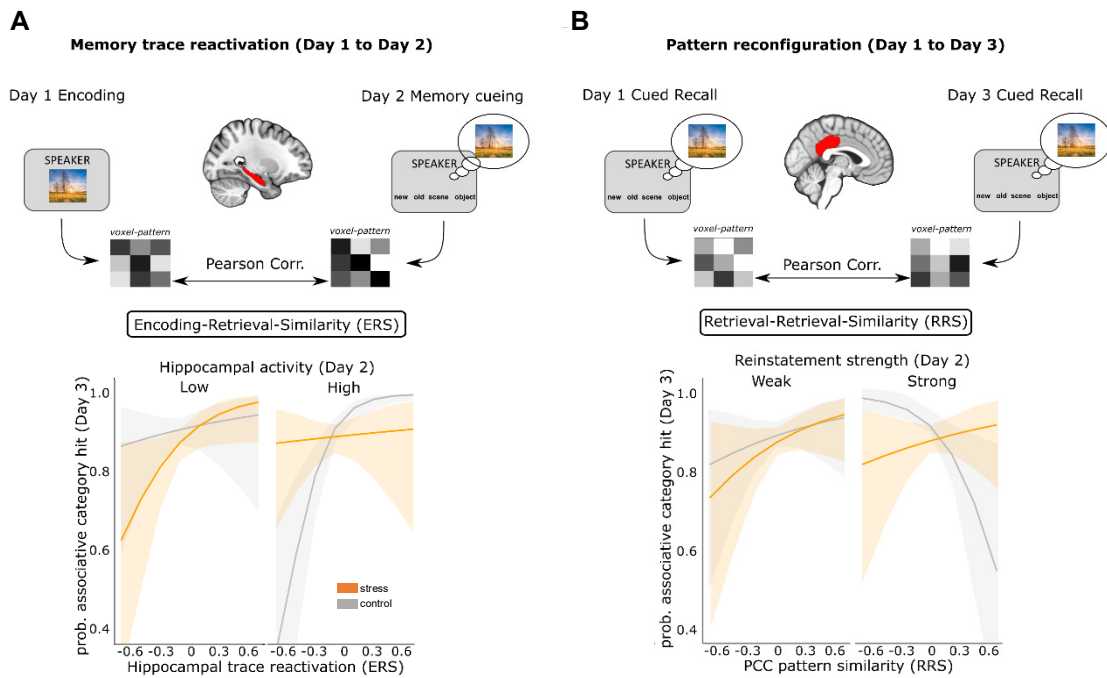 A
Memory trace reactivation (Day 1 to Day 2)
Day 1 Encoding
Day 2 Memory cueing
SPEAKER
SPEAKER
new old scene object
voxel-pattern
voxel-pattern
Pearson Corr.
Encoding-Retrieval-Similarity (ERS)
Hippocampal activity (Day 2)
Low
High
prob. associative category hit (Day 3)
1.0
0.8
0.6
0.4
stress
control
-0.6 -0.3 0 0.3 0.6
-0.6 -0.3 0 0.3 0.6
Hippocampal trace reactivation (ERS)
B
Pattern reconfiguration (Day 1 to Day 3)
Day 1 Cued Recall
Day 3 Cued Recall
SPEAKER
new old scene object
SPEAKER
new old scene object
voxel-pattern
voxel-pattern
Pearson Corr.
Retrieval-Retrieval-Similarity (RRS)
Reinstatement strength (Day 2)
Weak
Strong
prob. associative category hit (Day 3)
1.0
0.8
0.6
0.4
-0.6 -0.3 0 0.3 0.6
-0.6 -0.3 0 0.3 0.6
PCC pattern similarity (RRS)